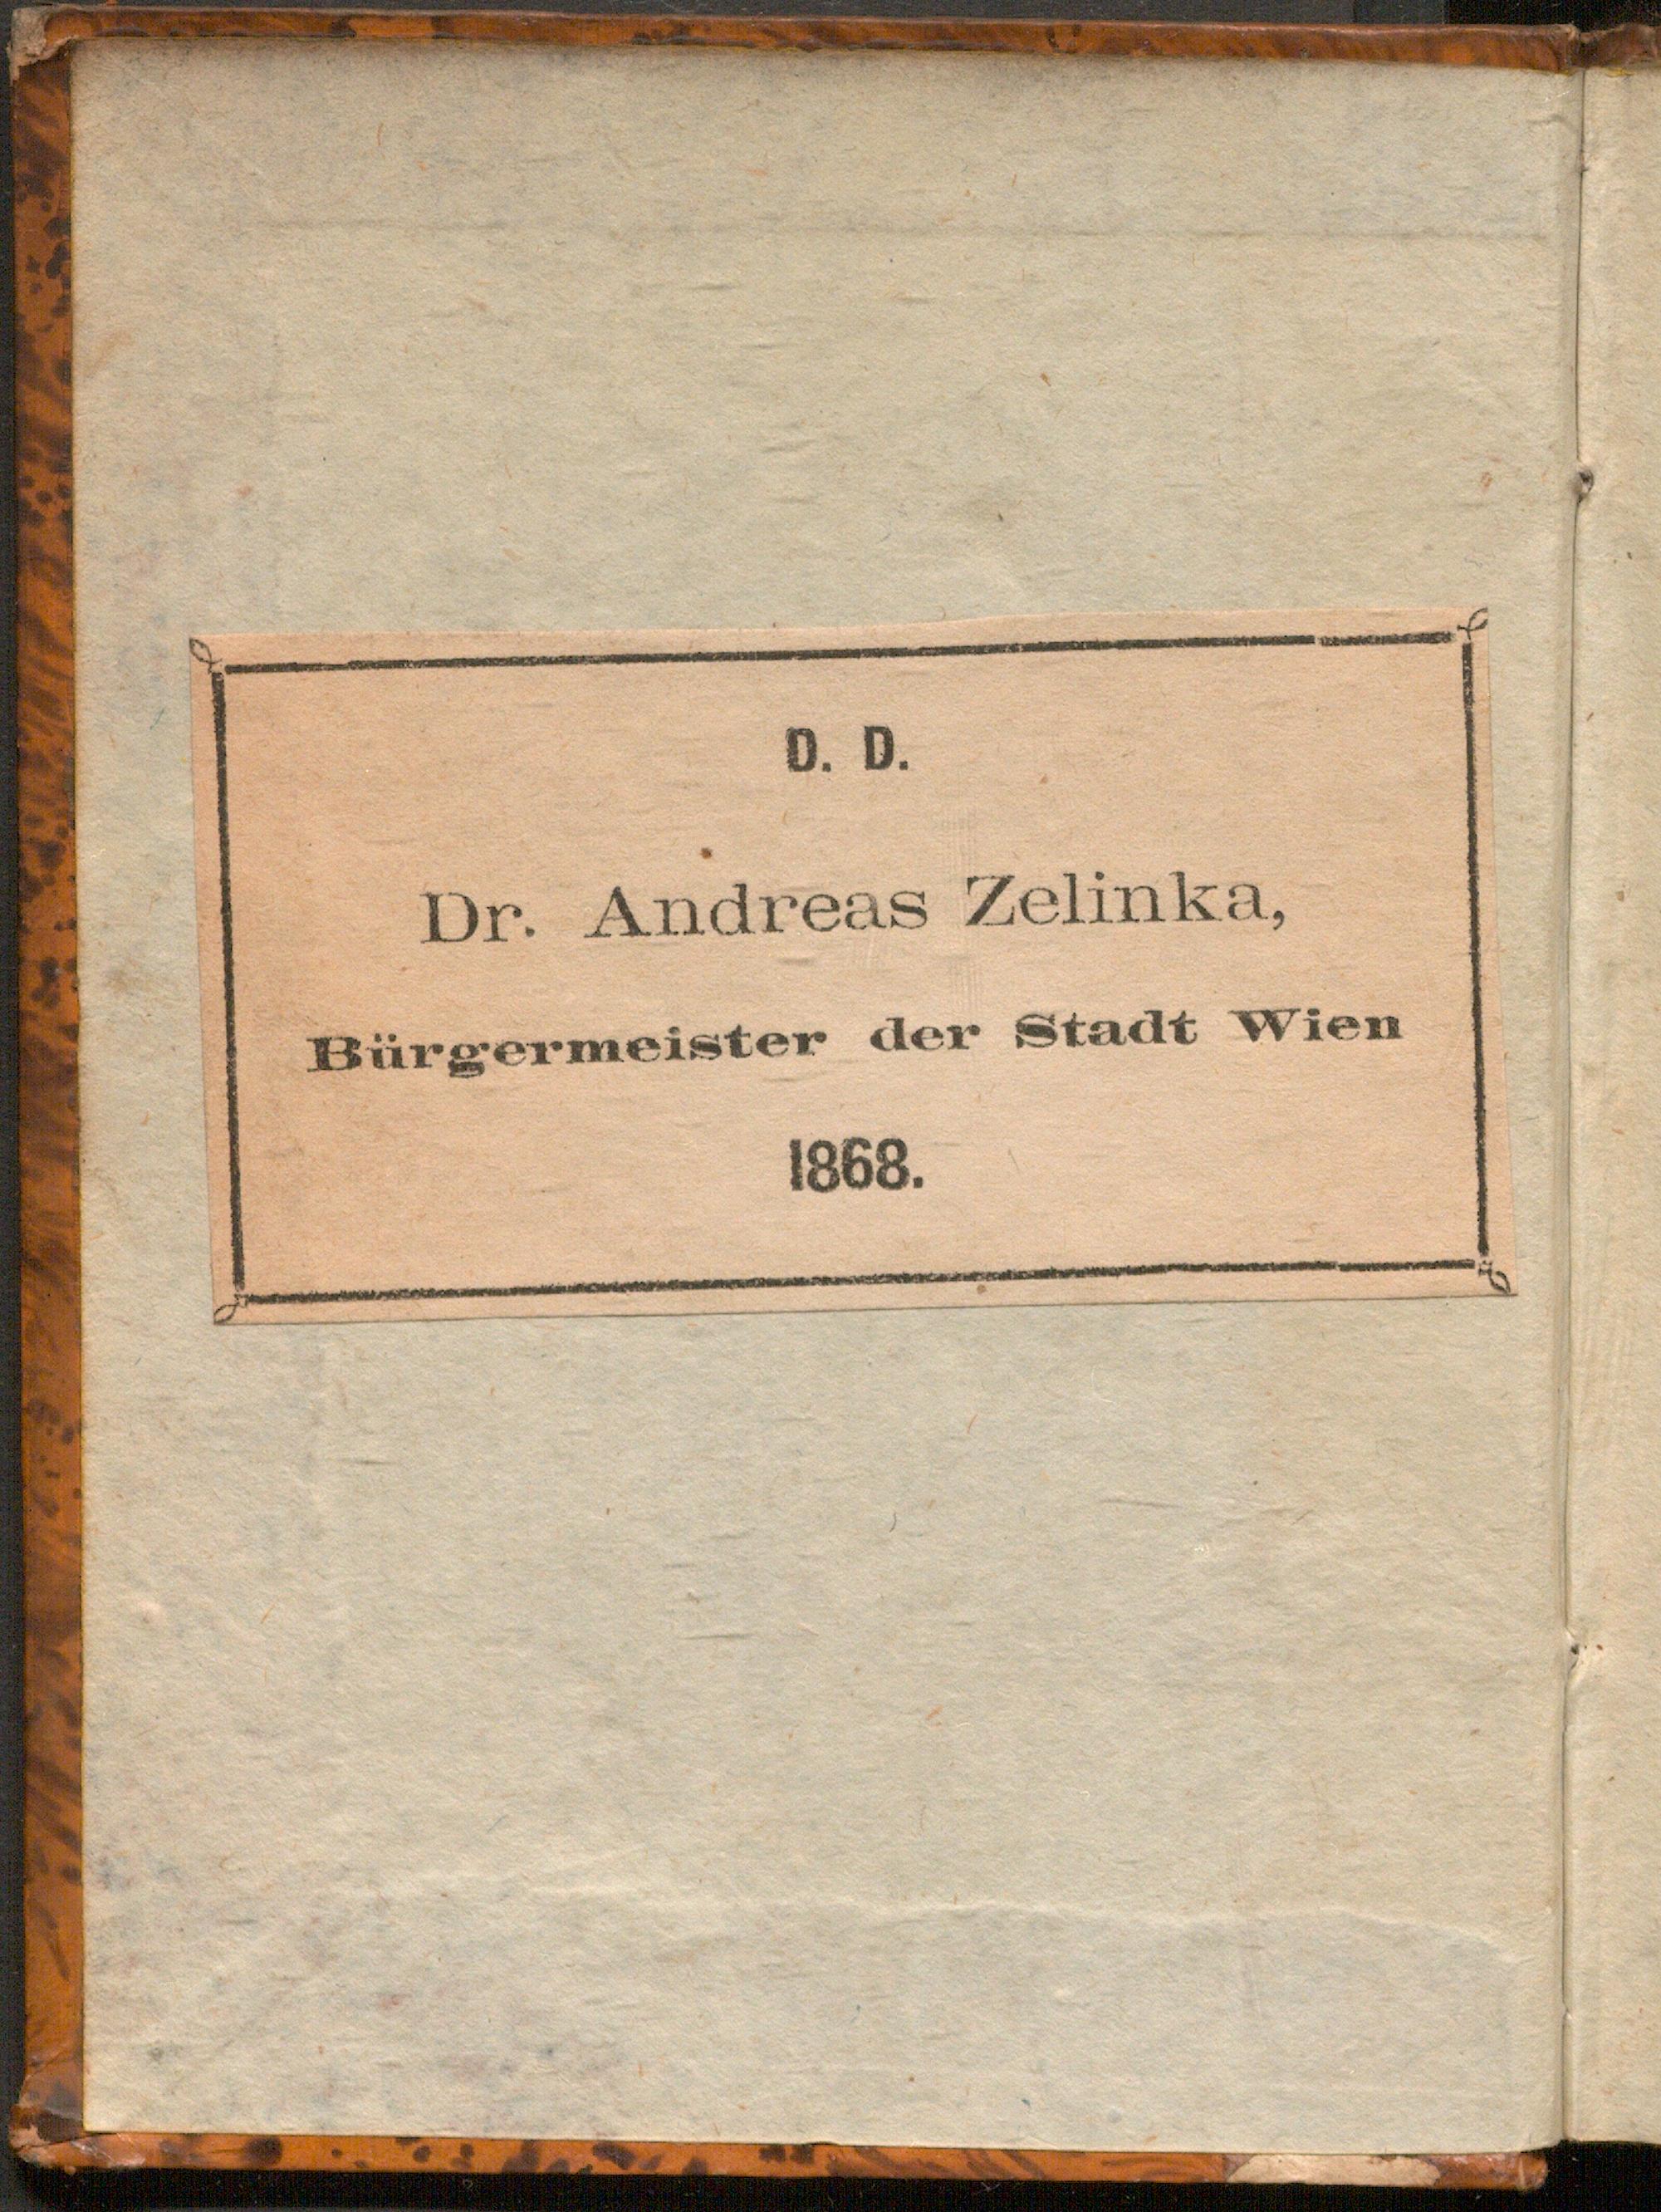 D. D.
Dr. Andreas Zelinka,
Bürgermeister der Stadt Wien
1868.